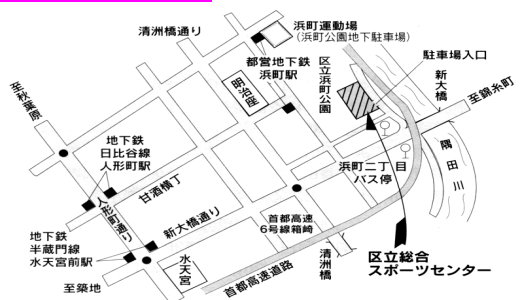 清洲橋通り
浜町運動場
(浜町公園地下駐車場)
都営地下鉄
浜町駅
明治座
区立浜町公園
駐車場入口
新大橋
至錦糸町
至秋葉原
地下鉄
日比谷線
人形町駅
甘酒横丁
人形町通り
新大橋通り
浜町二丁目
バス停
隅田川
地下鉄
半蔵門線
水天宮前駅
水天宮
首都高速
6号線箱崎
清洲橋
至築地
首都高速道路
区立総合
スポーツセンター